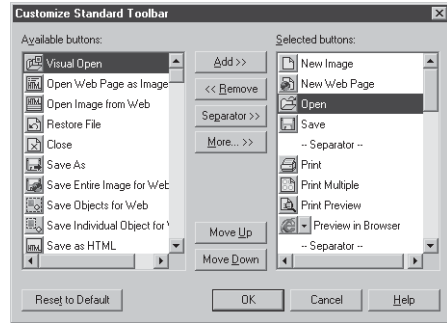 Customize Standard Toolbar
Available buttons:
Visual Open
Open Web Page as Image
Open Image from Web
Restore File
Close
Save As
Save Entire Image for Web
Save Objects for Web
Save Individual Object for
Save as HTML
Add >>
<< Remove
Separator >>
More... >>
Move Up
Move Down
Selected buttons:
New Image
New Web Page
Open
Save
-- Separator --
Print
Print Multiple
Print Preview
Preview in Browser
-- Separator --
Reset to Default
OK
Cancel
Help